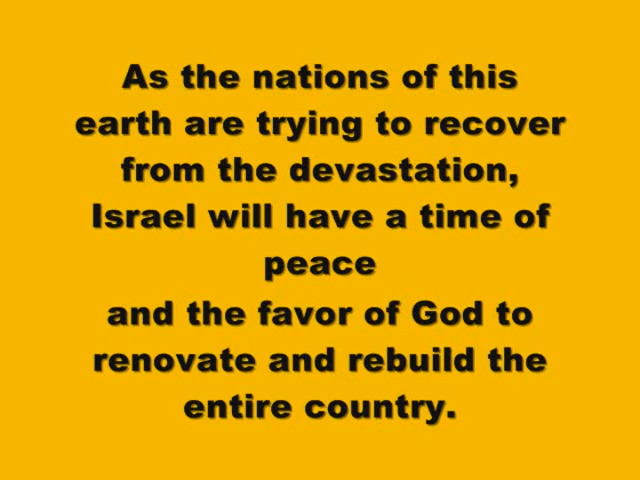 As the nations of this
earth are trying to recover
from the devastation,
Israel will have a time of
peace
and the favor of God to
renovate and rebuild the
entire country.